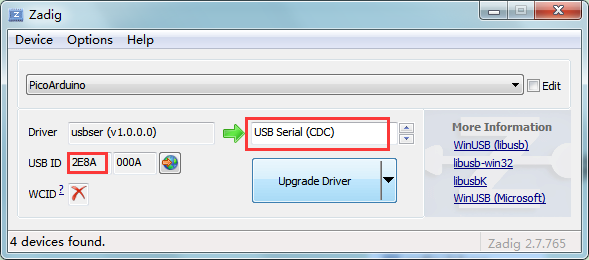 Zadig
Device Options Help
PicoArduino Edit
Driver usbser (v1.0.0.0) USB Serial (CDC)
USB ID 2E8A 000A
WCID ?
Upgrade Driver
More Information
WinUSB (libusb)
libusb-win32
libusbK
WinUSB (Microsoft)
4 devices found. Zadig 2.7.765